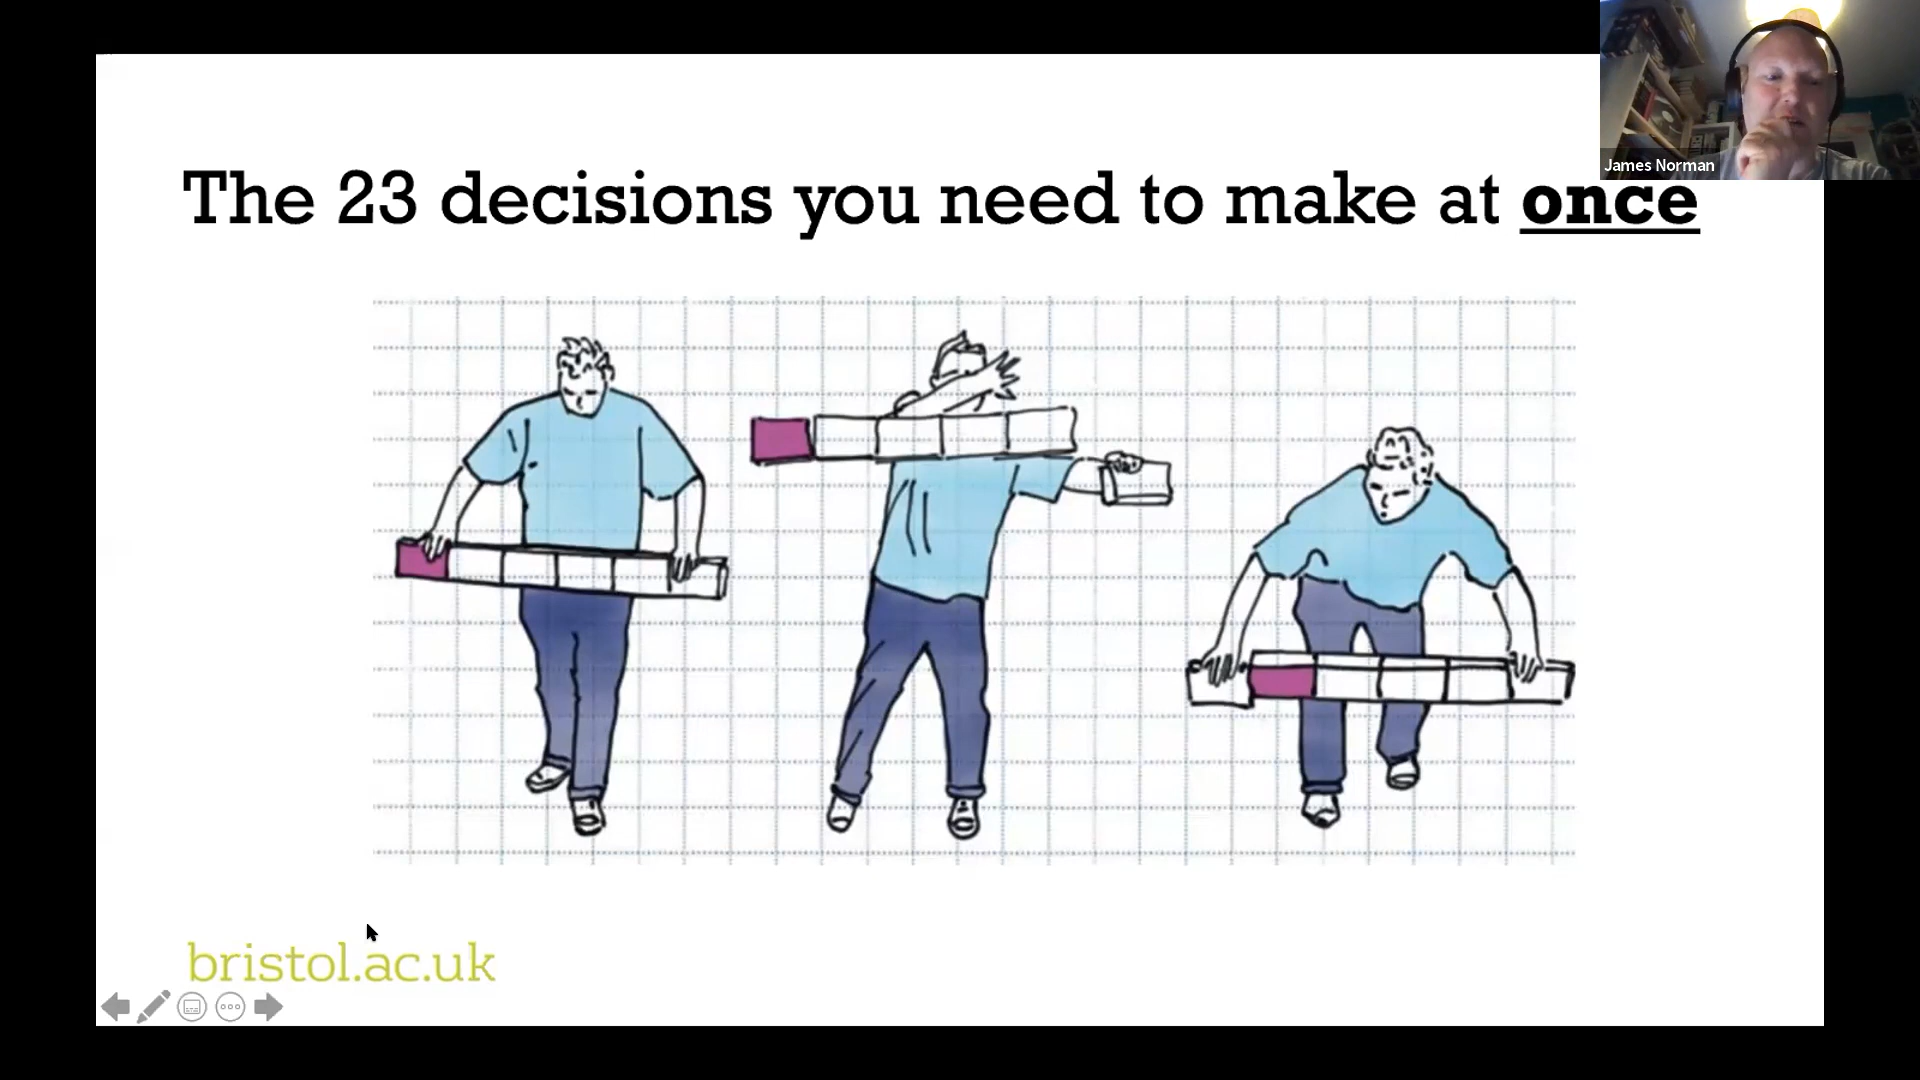 James Norman
The 23 decisions you need to make at once
bristol.ac.uk